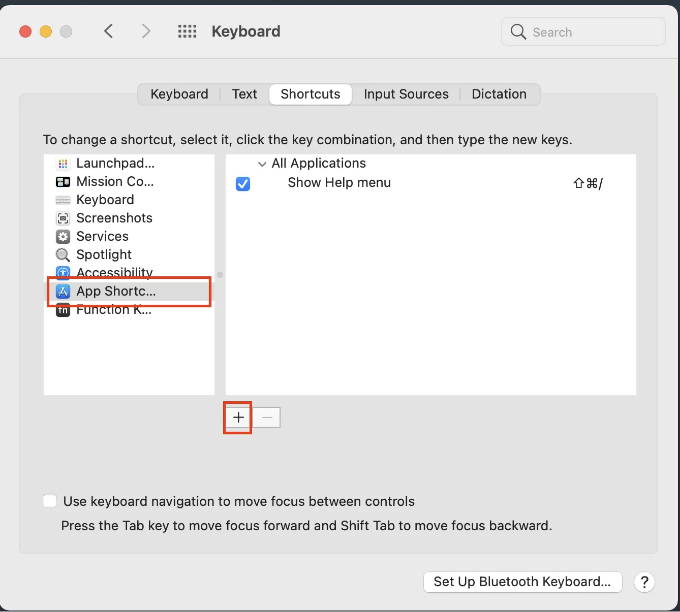 Keyboard
Search
Keyboard
Text
Shortcuts
Input Sources
Dictation
To change a shortcut, select it, click the key combination, and then type the new keys.
Launchpad...
Mission Co...
Keyboard
Screenshots
Services
Spotlight
Accessibility
App Shortc...
fn Function K...
All Applications
Show Help menu ⇧⌘/
+ −
Use keyboard navigation to move focus between controls
Press the Tab key to move focus forward and Shift Tab to move focus backward.
Set Up Bluetooth Keyboard... ?